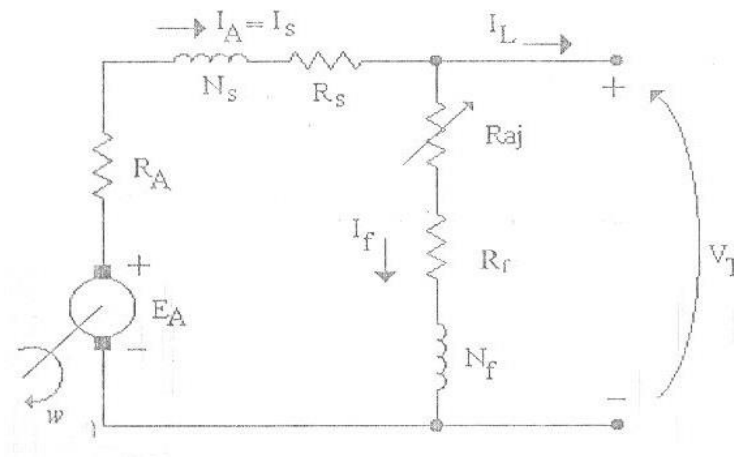 I_A = I_s
I_L
N_s
R_s
+
Raj
R_A
I_f
R_f
V_T
+
E_A
N_f
−
−
w
)